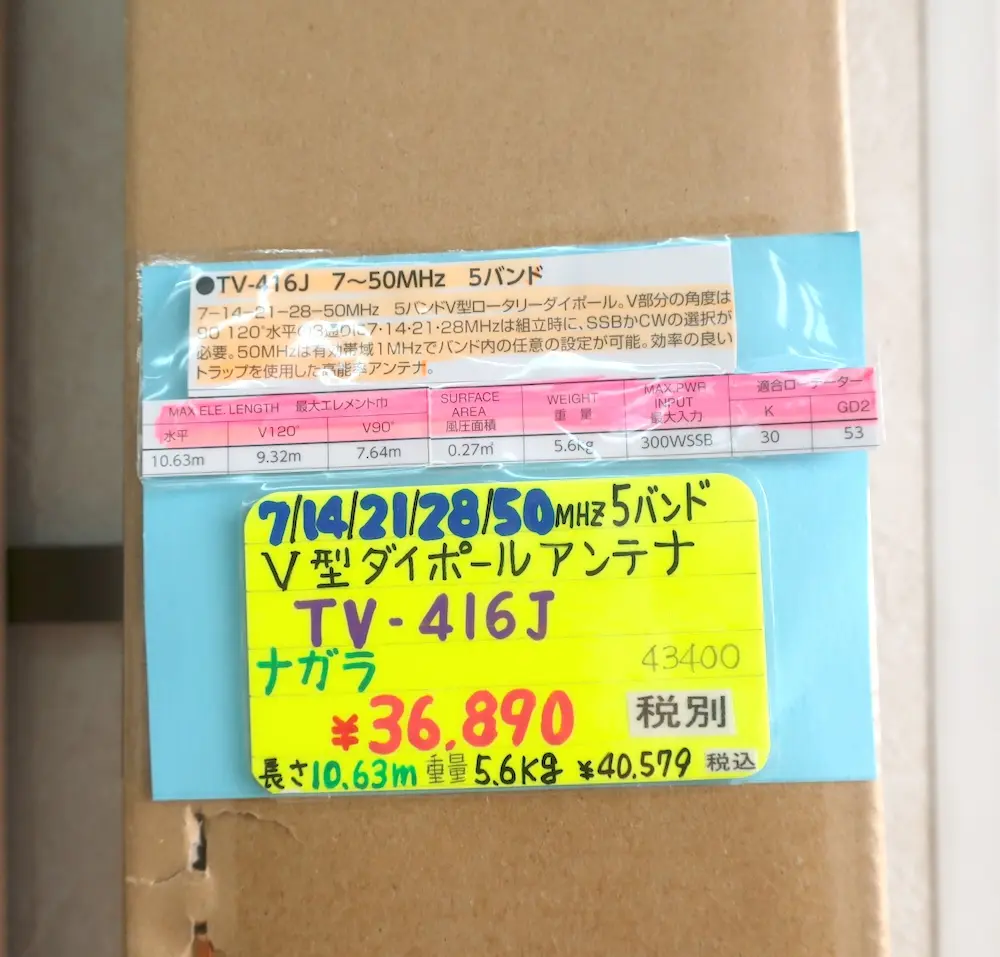 ●TV-416J 7〜50MHz 5バンド
7-14-21-28-50MHz 5バンドV型ロータリーダイポール。V部分の角度は
90 120°水平の3通りに7・14・21・28MHzは組立時に、SSBかCWの選択が
必要。50MHzは有効帯域1MHzでバンド内の任意の設定が可能。効率の良い
トラップを使用した高能率アンテナ。
MAX ELE. LENGTH 最大エレメント巾 SURFACE AREA 風圧面積 WEIGHT 重量 MAX.PWR INPUT 最大入力 適合ローテーター
水平 V120° V90° K GD2
10.63m 9.32m 7.64m 0.27㎡ 5.6kg 300WSSB 30 53
7/14/21/28/50MHZ 5バンド
V型ダイポールアンテナ
TV-416J
ナガラ 43400
¥36,890 税別
長さ10.63m 重量5.6Kg ¥40.579 税込